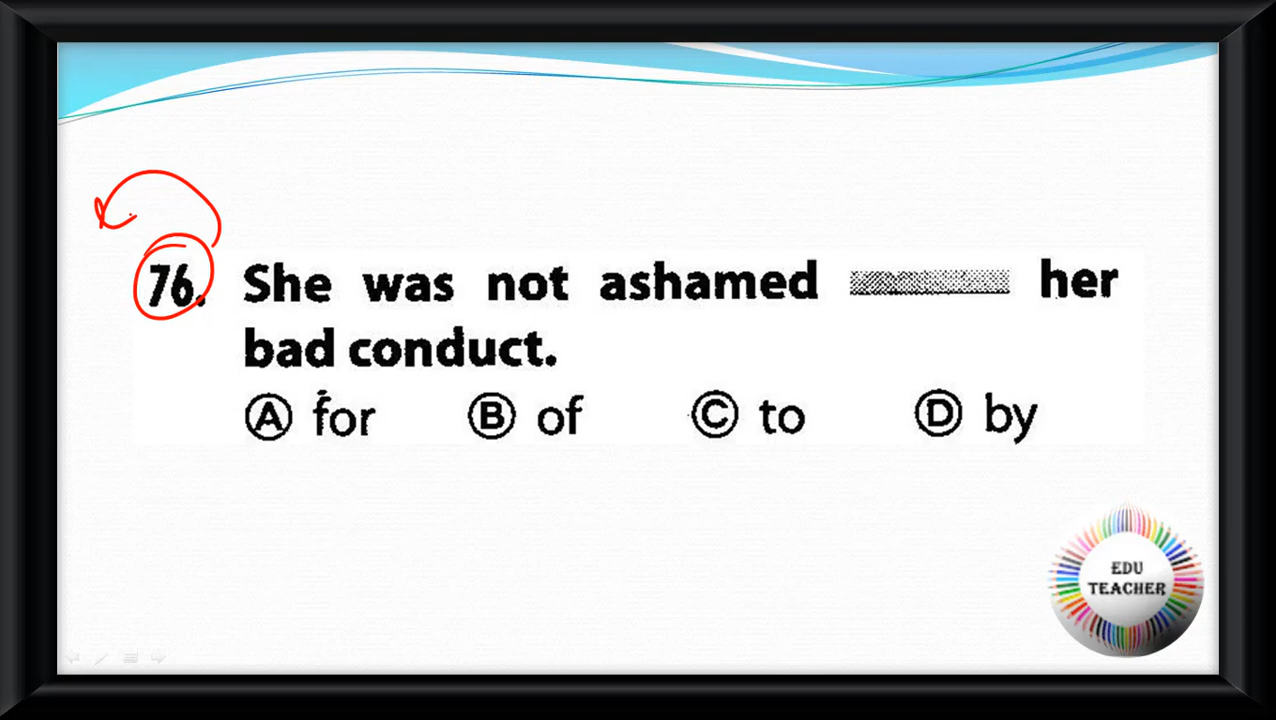 76. She was not ashamed her
bad conduct.
A for B of C to D by
EDU
TEACHER